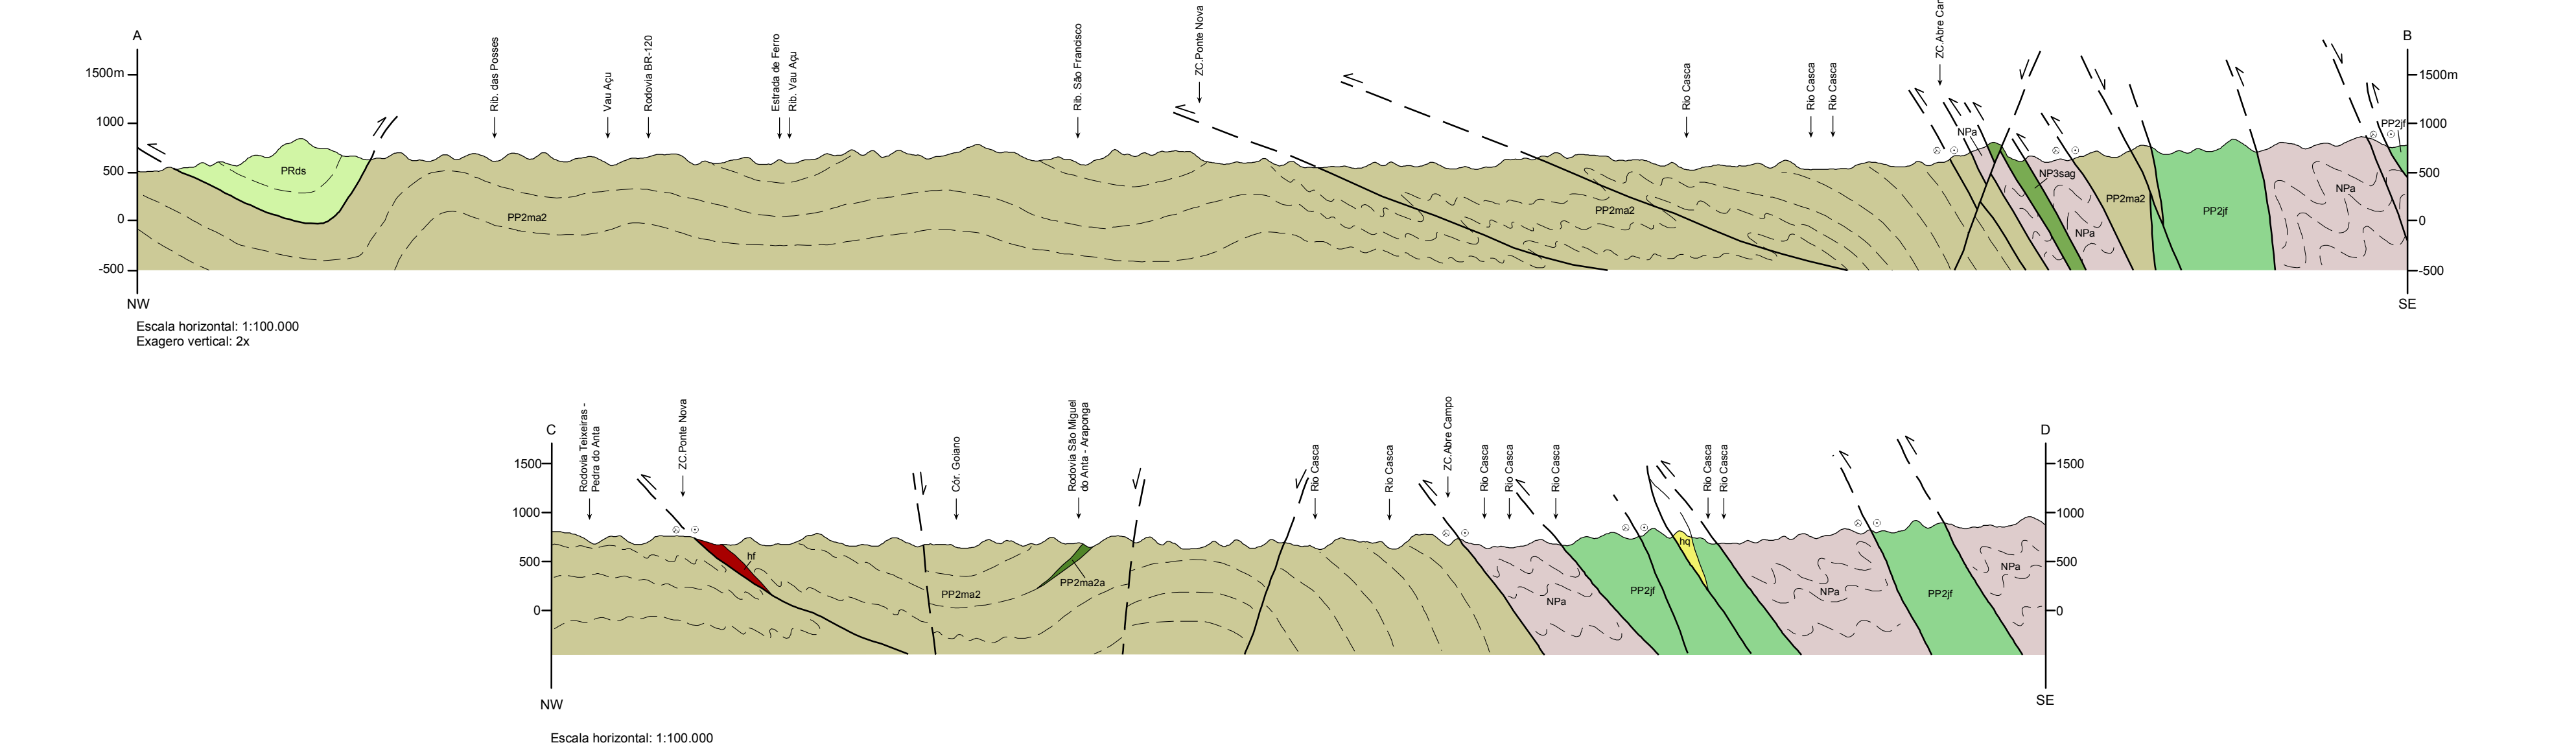 A
B
Rib. das Posses
Vau Açu
Rodovia BR-120
Estrada de Ferro
Rib. Vau Açu
Rib. São Francisco
ZC.Ponte Nova
Rio Casca
Rio Casca
Rio Casca
1500m
1000
500
0
-500
1500m
1000
500
0
-500
PRds
PP2ma2
PP2ma2
NPa
NP3sag
NPa
PP2ma2
PP2jf
NPa
PP2jf
NW
SE
Escala horizontal: 1:100.000
Exagero vertical: 2x
C
D
Rodovia Teixeiras -
Pedra do Anta
ZC.Ponte Nova
Cór. Goiano
Rodovia São Miguel
do Anta - Araponga
Rio Casca
Rio Casca
ZC.Abre Campo
Rio Casca
Rio Casca
Rio Casca
Rio Casca
Rio Casca
1500
1000
500
0
1500
1000
500
0
hf
PP2ma2
PP2ma2a
NPa
PP2jf
hq
NPa
PP2jf
NPa
NW
SE
Escala horizontal: 1:100.000